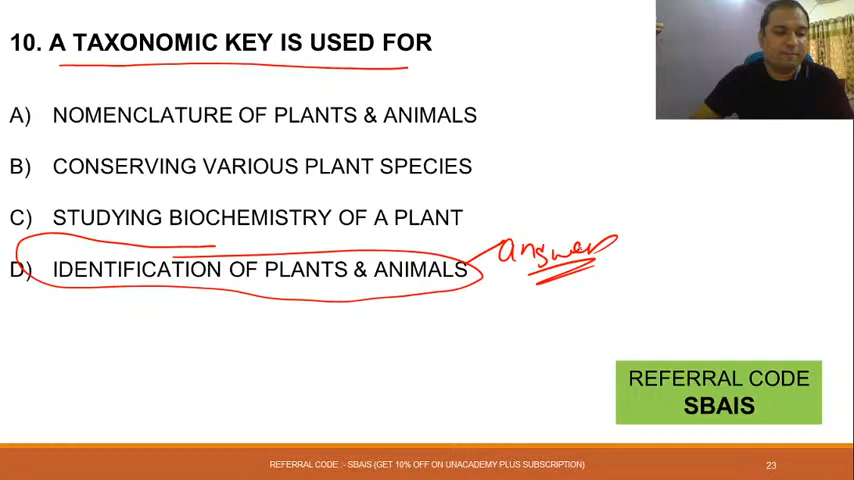 10. A TAXONOMIC KEY IS USED FOR
A) NOMENCLATURE OF PLANTS & ANIMALS
B) CONSERVING VARIOUS PLANT SPECIES
C) STUDYING BIOCHEMISTRY OF A PLANT
D) IDENTIFICATION OF PLANTS & ANIMALS
answer
REFERRAL CODE
SBAIS
REFERRAL CODE :- SBAIS (GET 10% OFF ON UNACADEMY PLUS SUBSCRIPTION)
23